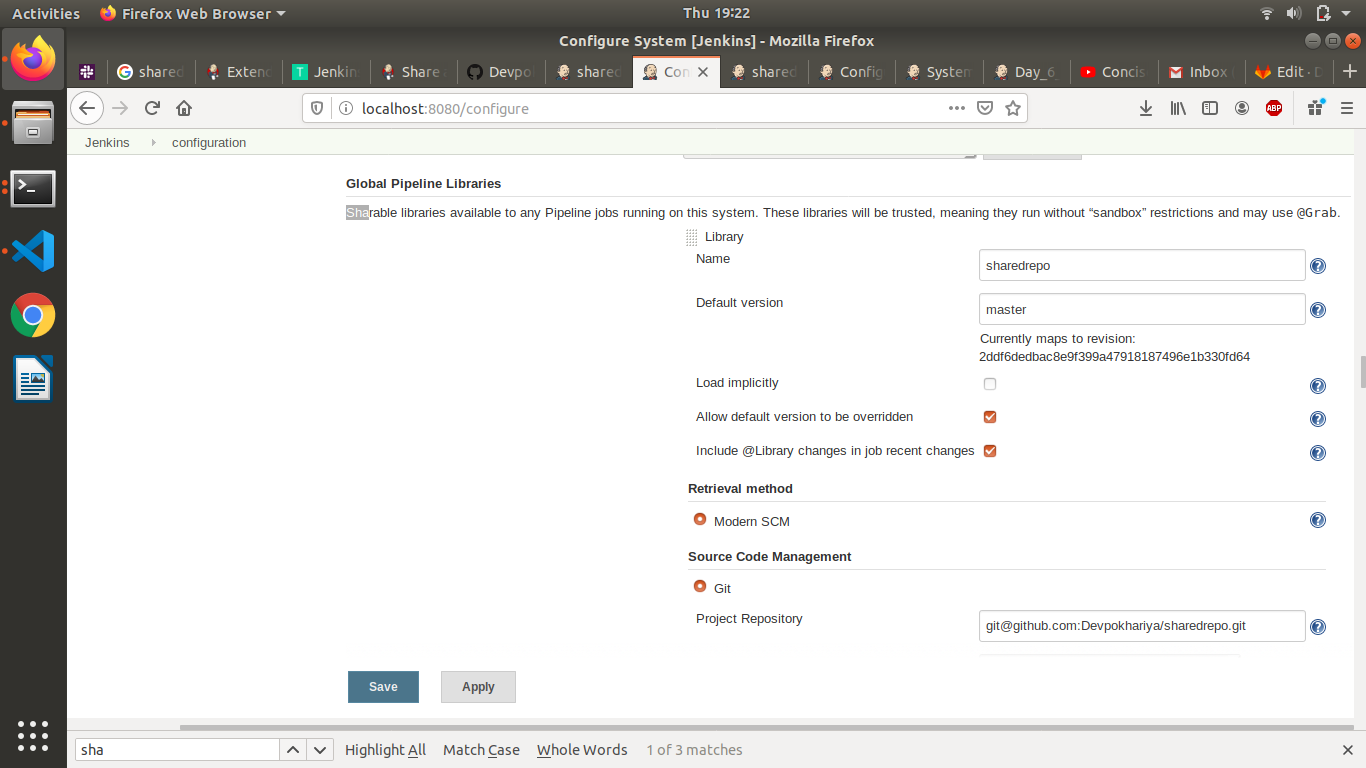 Activities Firefox Web Browser Thu 19:22
Configure System [Jenkins] - Mozilla Firefox
shared Extend Jenkin Share Devpo shared Con shared Config System Day_6_ Concis Inbox Edit · D
localhost:8080/configure ABP
Jenkins configuration
Global Pipeline Libraries
Sharable libraries available to any Pipeline jobs running on this system. These libraries will be trusted, meaning they run without “sandbox” restrictions and may use @Grab.
Library
Name sharedrepo
Default version master
Currently maps to revision:
2ddf6dedbac8e9f399a47918187496e1b330fd64
Load implicitly
Allow default version to be overridden
Include @Library changes in job recent changes
Retrieval method
Modern SCM
Source Code Management
Git
Project Repository git@github.com:Devpokhariya/sharedrepo.git
Save Apply
sha Highlight All Match Case Whole Words 1 of 3 matches